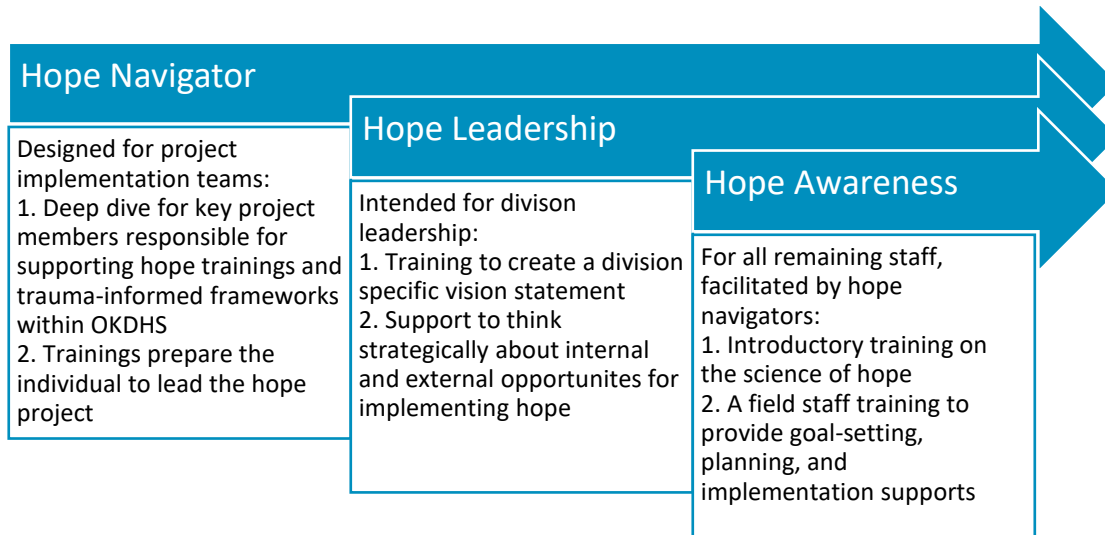 Hope Navigator
Designed for project
implementation teams:
1. Deep dive for key project
members responsible for
supporting hope trainings and
trauma-informed frameworks
within OKDHS
2. Trainings prepare the
individual to lead the hope
project
Hope Leadership
Intended for divison
leadership:
1. Training to create a division
specific vision statement
2. Support to think
strategically about internal
and external opportunites for
implementing hope
Hope Awareness
For all remaining staff,
facilitated by hope
navigators:
1. Introductory training on
the science of hope
2. A field staff training to
provide goal-setting,
planning, and
implementation supports